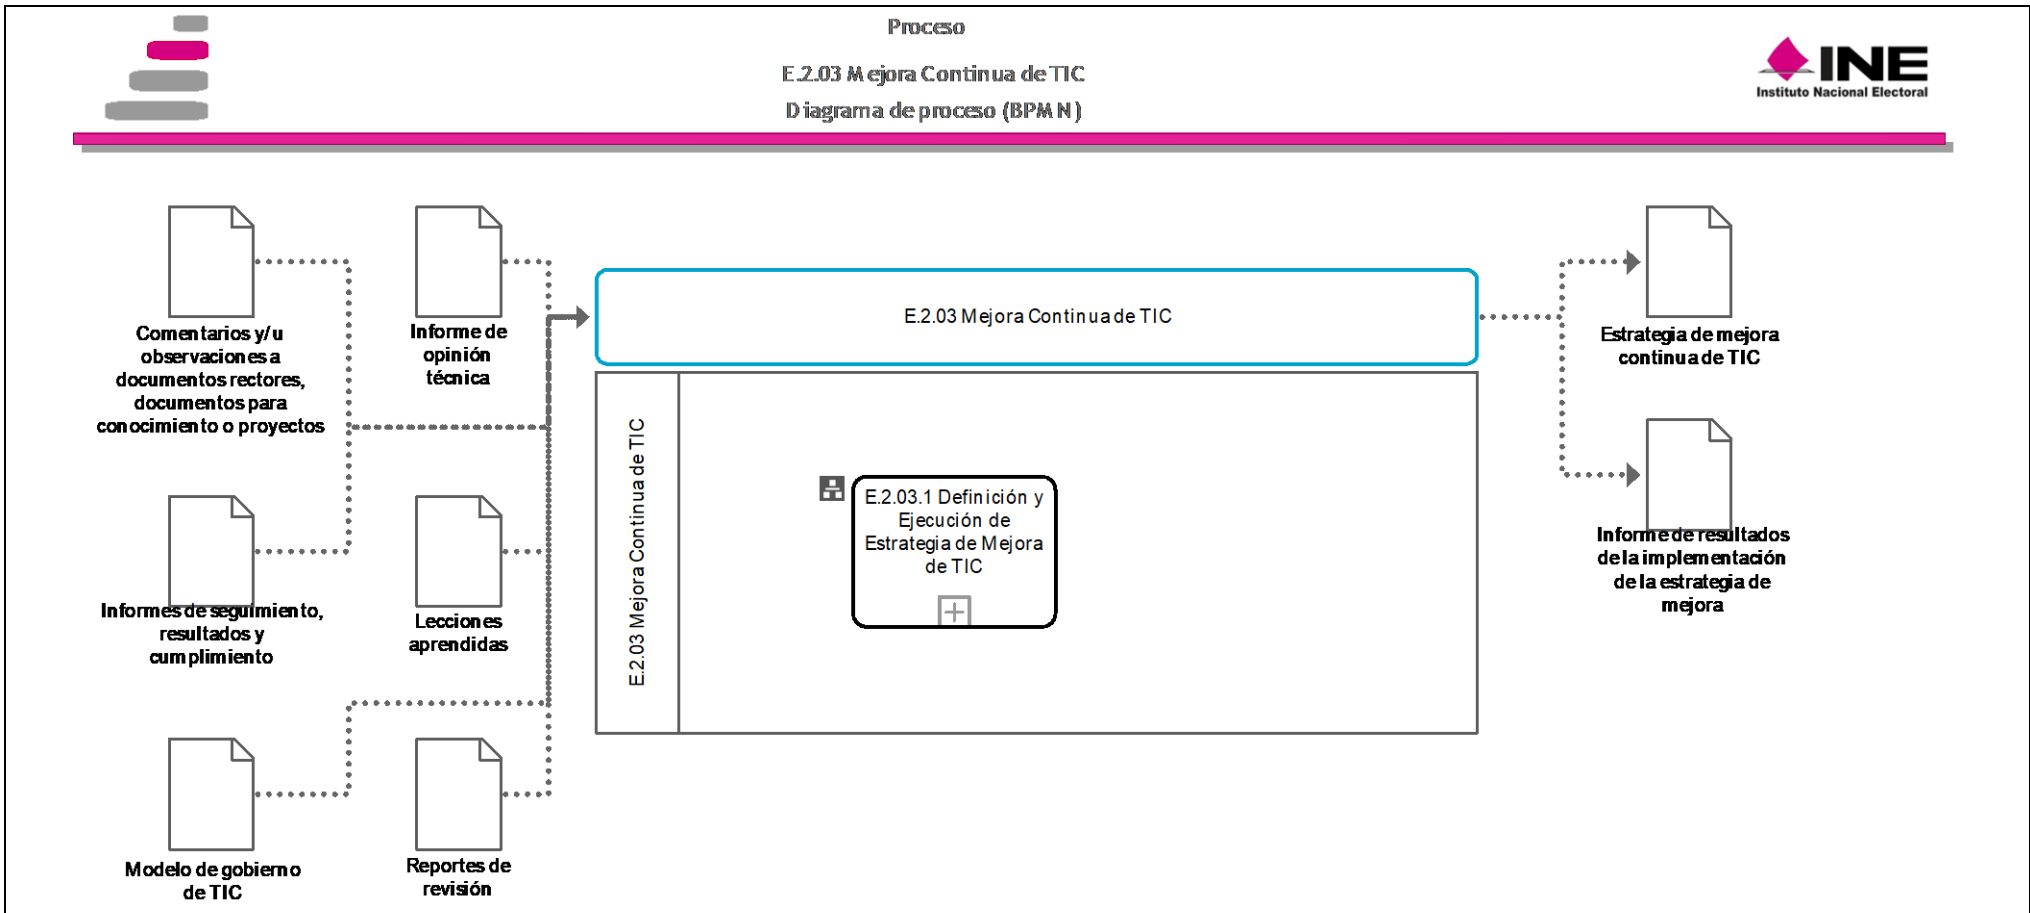 Proceso
E.2.03 Mejora Continua de TIC
Diagrama de proceso (BPMN)
INE
Instituto Nacional Electoral
Comentarios y/u
observaciones a
documentos rectores,
documentos para
conocimiento o proyectos
Informe de
opinión
técnica
E.2.03 Mejora Continua de TIC
Estrategia de mejora
continua de TIC
E.2.03 Mejora Continua de TIC
E.2.03.1 Definición y
Ejecución de
Estrategia de Mejora
de TIC
Informe de resultados
de la implementación
de la estrategia de
mejora
Informes de seguimiento,
resultados y
cumplimiento
Lecciones
aprendidas
Modelo de gobierno
de TIC
Reportes de
revisión